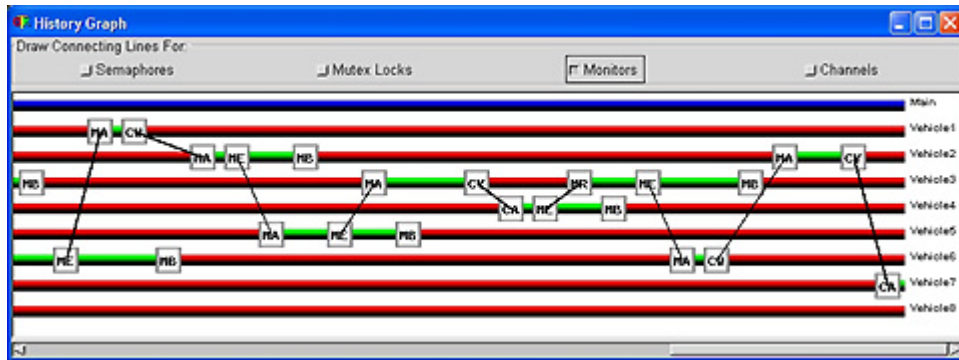 History Graph
Draw Connecting Lines For:
Semaphores Mutex Locks Monitors Channels
Main
MA CW Vehicle1
MA ME MB MA CV Vehicle2
MB MA CV MR ME MB Vehicle3
CA ME MB Vehicle4
MA ME MB Vehicle5
ME MB MA CW Vehicle6
CA Vehicle7
Vehicle8